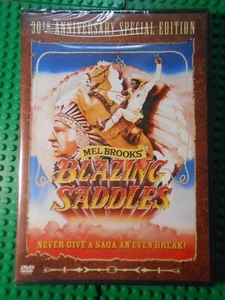 30TH ANNIVERSARY SPECIAL EDITION
MEL BROOKS'
BLAZING
SADDLES
NEVER GIVE A SAGA AN EVEN BREAK!
DVD